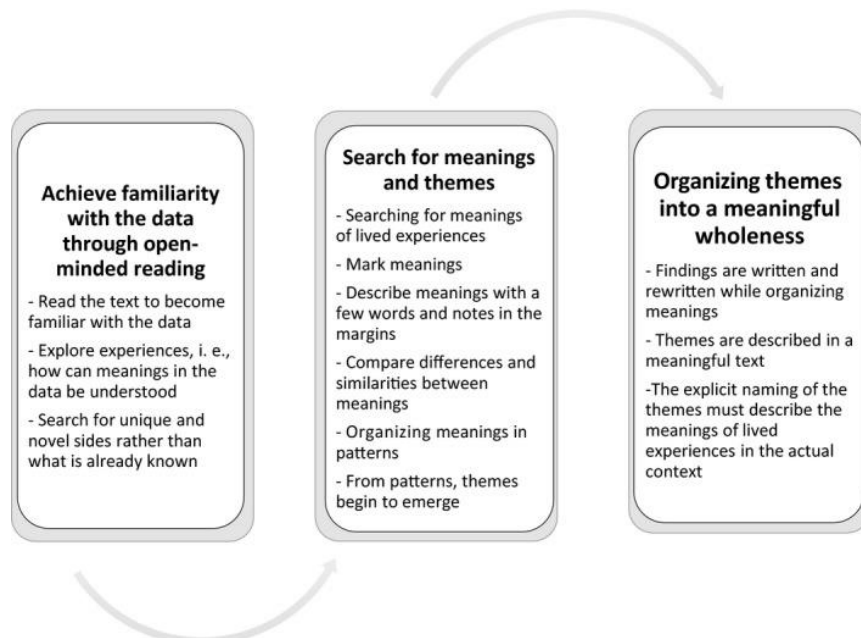 Achieve familiarity
with the data
through open-
minded reading
- Read the text to become
familiar with the data
- Explore experiences, i. e.,
how can meanings in the
data be understood
- Search for unique and
novel sides rather than
what is already known
Search for meanings
and themes
- Searching for meanings
of lived experiences
- Mark meanings
- Describe meanings with a
few words and notes in the
margins
- Compare differences and
similarities between
meanings
- Organizing meanings in
patterns
- From patterns, themes
begin to emerge
Organizing themes
into a meaningful
wholeness
- Findings are written and
rewritten while organizing
meanings
- Themes are described in a
meaningful text
-The explicit naming of the
themes must describe the
meanings of lived
experiences in the actual
context